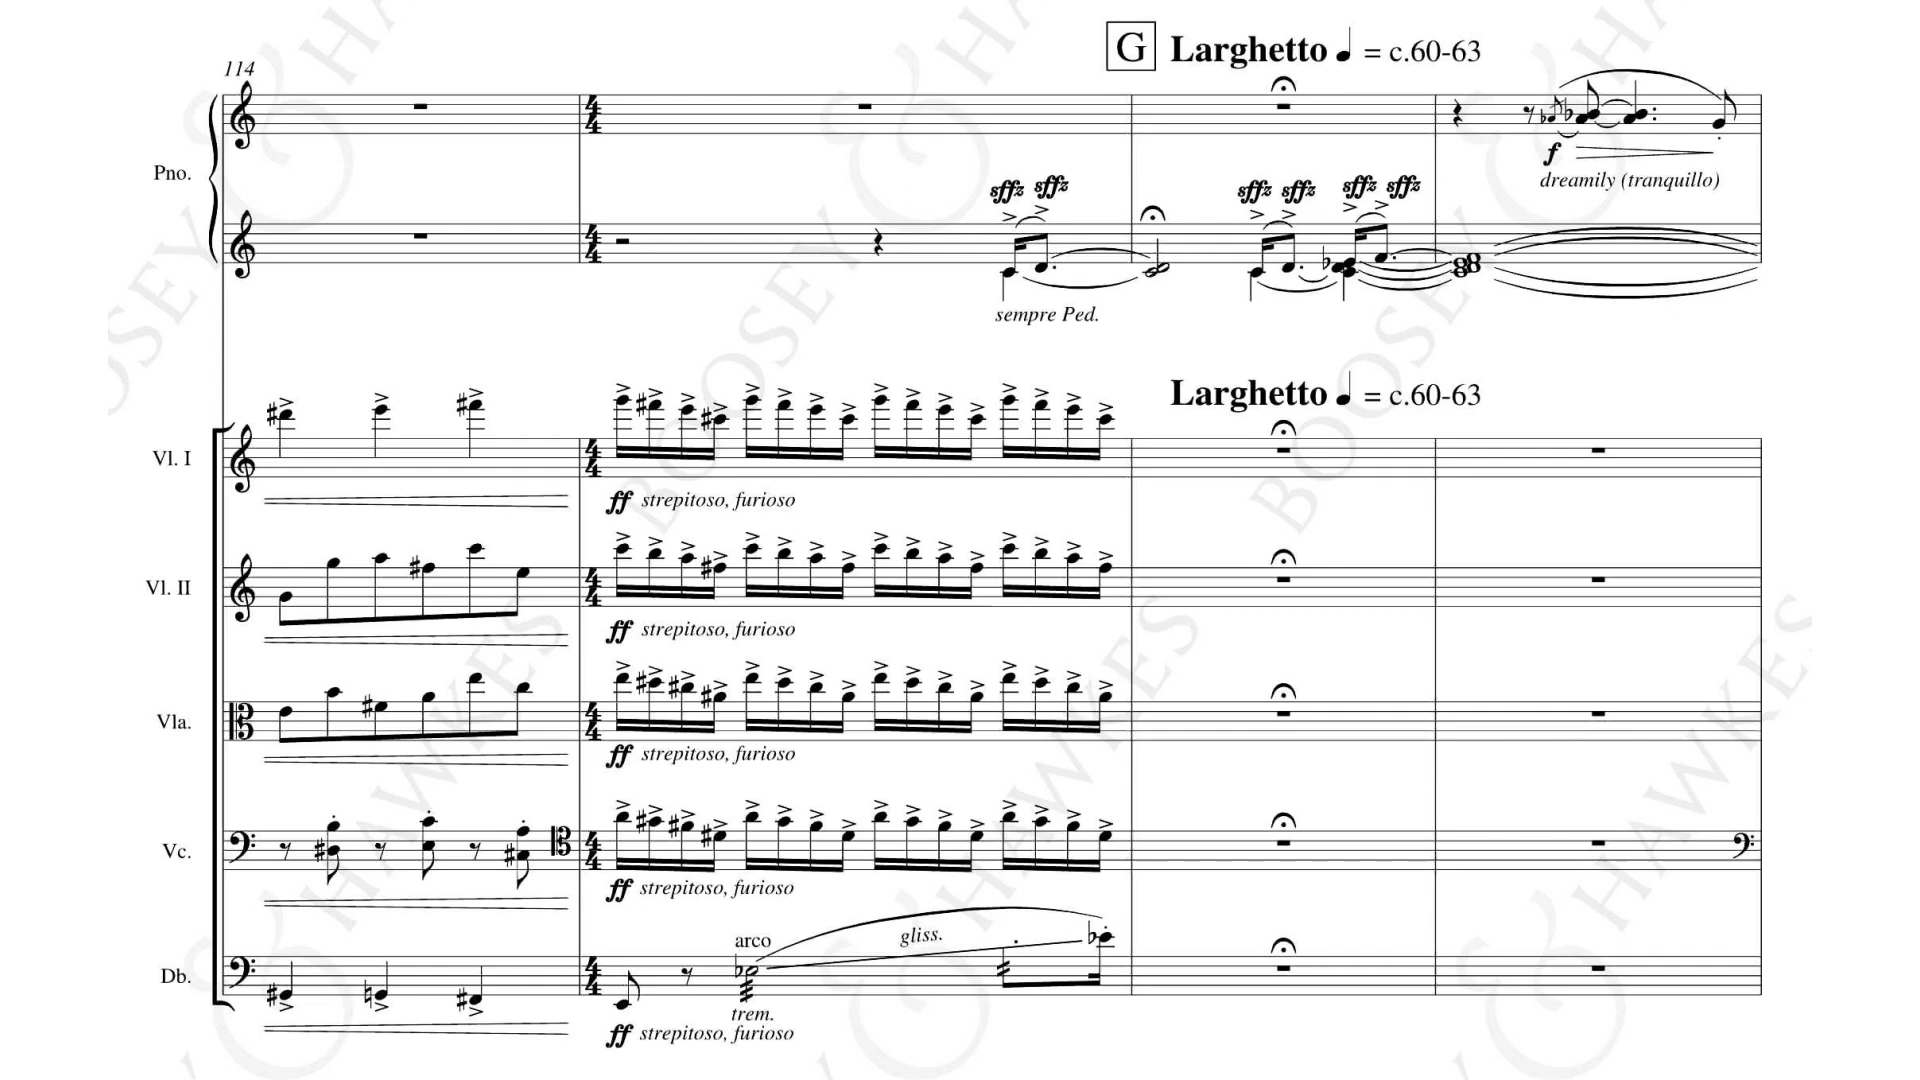 G Larghetto ♩ = c.60-63
114
Pno.
f
dreamily (tranquillo)
sffz sffz sffz sffz sffz sffz
4
4
sempre Ped.
Larghetto ♩ = c.60-63
Vl. I
ff strepitoso, furioso
Vl. II
ff strepitoso, furioso
Vla.
ff strepitoso, furioso
Vc.
ff strepitoso, furioso
arco
gliss.
Db.
trem.
ff strepitoso, furioso
BOOSEY & HAWKES